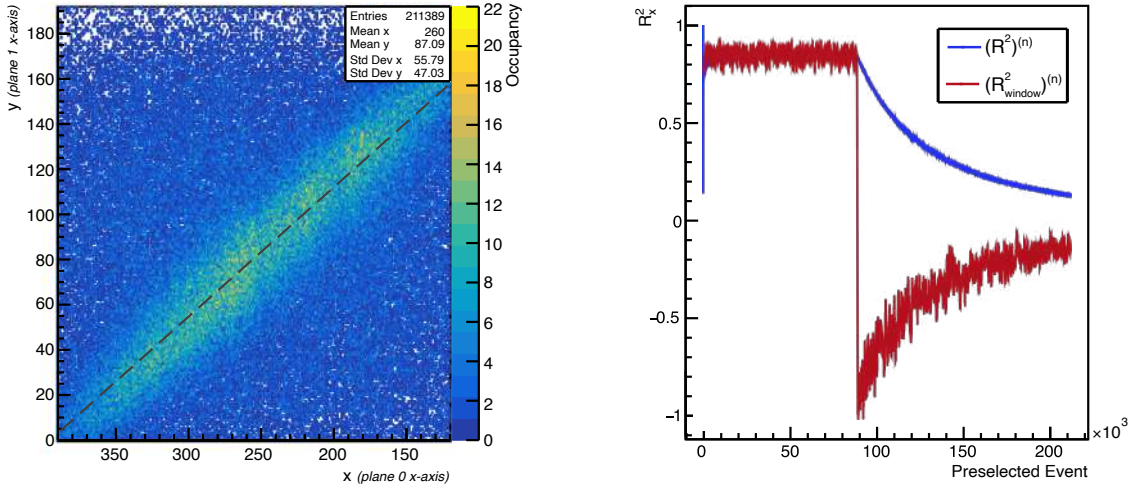 Entries 211389
Mean x 260
Mean y 87.09
Std Dev x 55.79
Std Dev y 47.03
y (plane 1 x-axis)
180
160
140
120
100
80
60
40
20
0
350 300 250 200 150
x (plane 0 x-axis)
22
20
18
16
14
12
10
8
6
4
2
0
Occupancy
R²ₓ
1
0.5
0
−0.5
−1
(R²)⁽ⁿ⁾
(R²window)⁽ⁿ⁾
0 50 100 150 200
×10³
Preselected Event